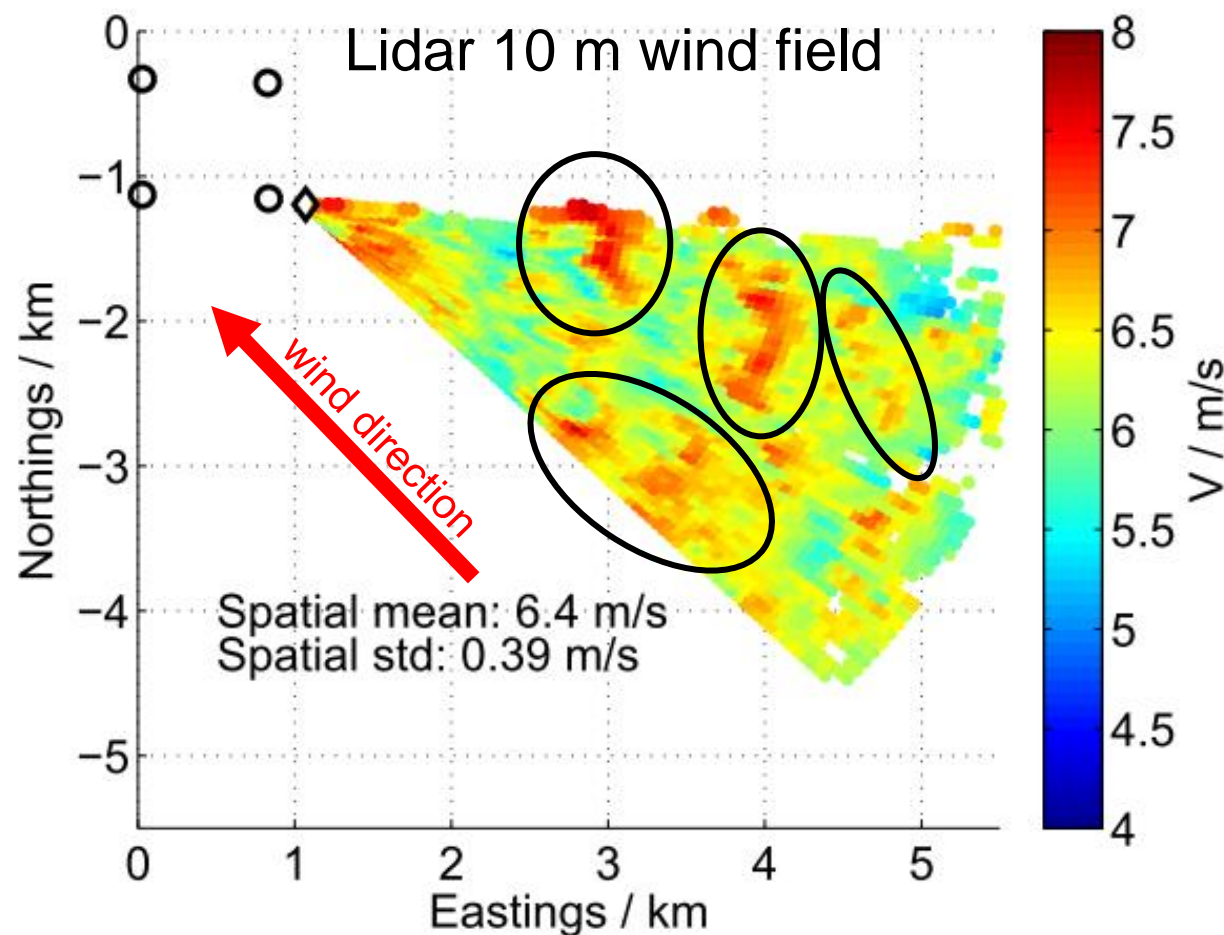 Lidar 10 m wind field
0
−1
−2
−3
−4
−5
Northings / km
wind direction
Spatial mean: 6.4 m/s
Spatial std: 0.39 m/s
0 1 2 3 4 5
Eastings / km
8
7.5
7
6.5
6
5.5
5
4.5
4
V / m/s